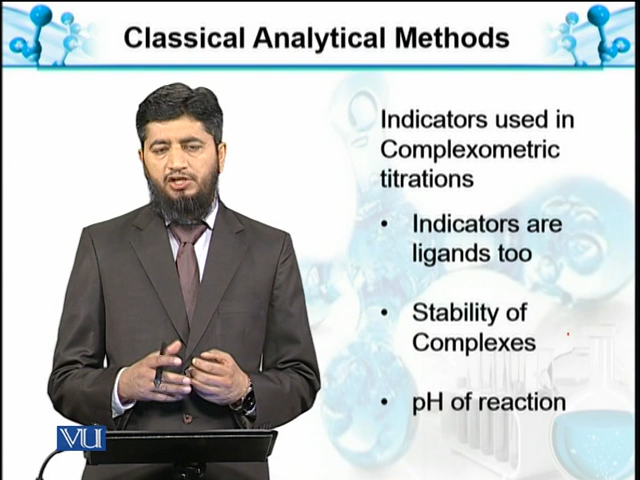 Classical Analytical Methods
Indicators used in
Complexometric
titrations
• Indicators are
ligands too
• Stability of
Complexes
• pH of reaction
VU